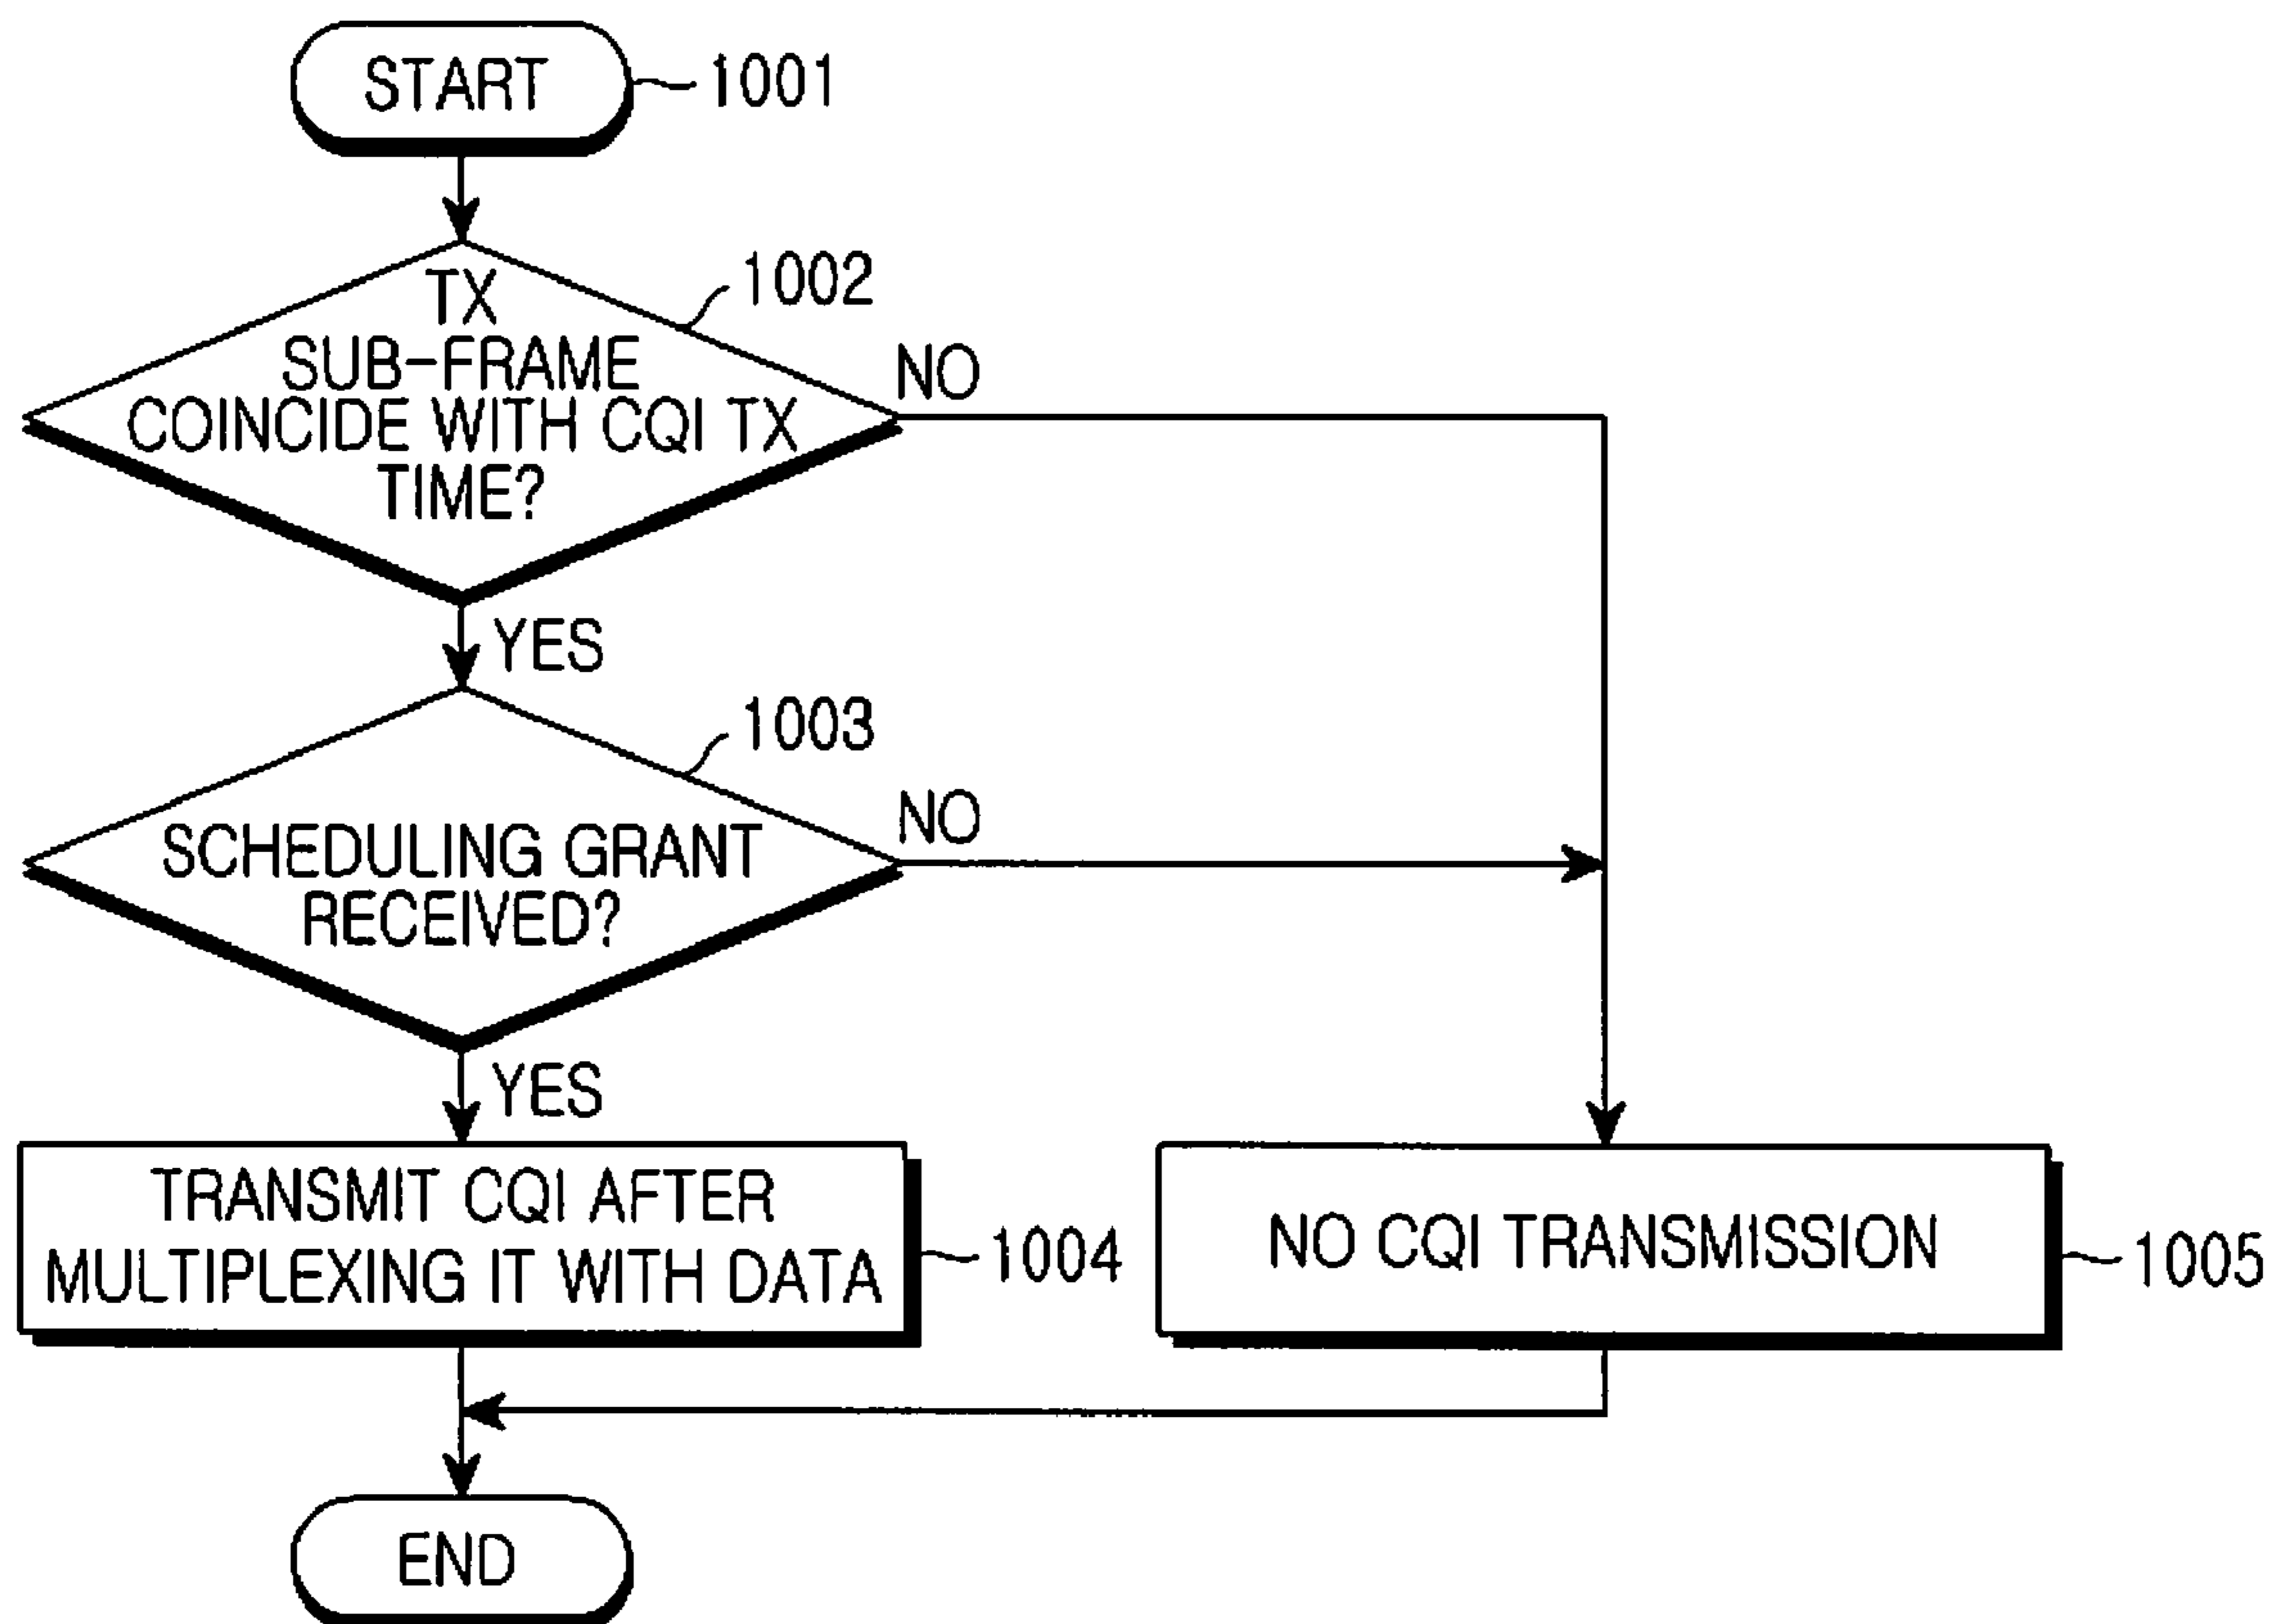 START
1001
TX
SUB-FRAME
COINCIDE WITH CQI TX
TIME?
1002
NO
YES
SCHEDULING GRANT
RECEIVED?
1003
NO
YES
TRANSMIT CQI AFTER
MULTIPLEXING IT WITH DATA
1004
NO CQI TRANSMISSION
1005
END